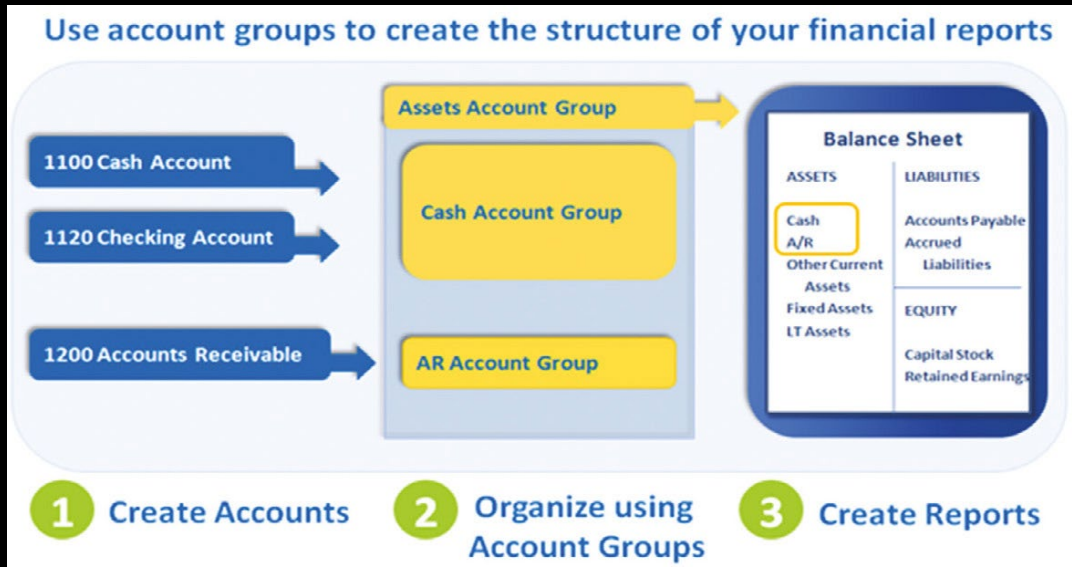 Use account groups to create the structure of your financial reports
1100 Cash Account
1120 Checking Account
1200 Accounts Receivable
Assets Account Group
Cash Account Group
AR Account Group
Balance Sheet
ASSETS
Cash
A/R
Other Current
Assets
Fixed Assets
LT Assets
LIABILITIES
Accounts Payable
Accrued
Liabilities
EQUITY
Capital Stock
Retained Earnings
1 Create Accounts
2 Organize using
Account Groups
3 Create Reports